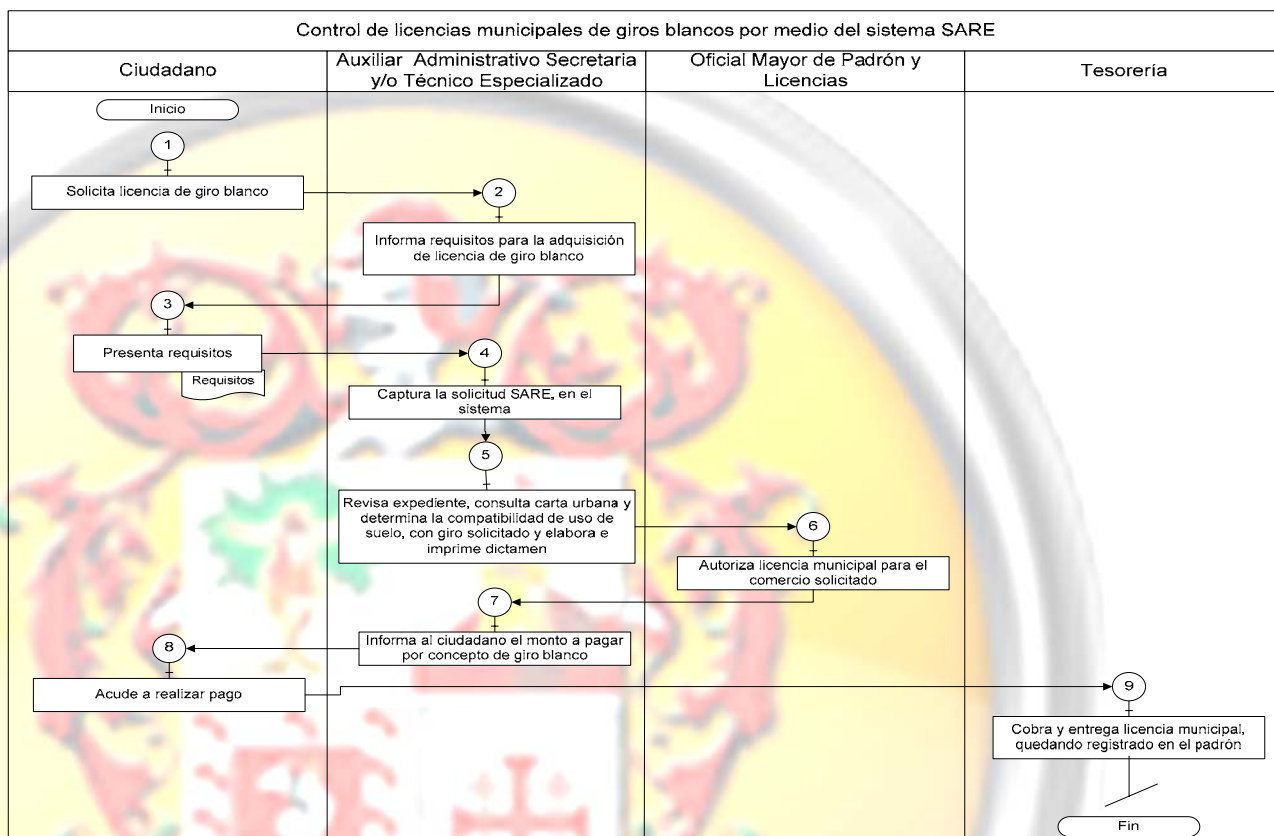 Control de licencias municipales de giros blancos por medio del sistema SARE
Ciudadano
Auxiliar Administrativo Secretaria
y/o Técnico Especializado
Oficial Mayor de Padrón y
Licencias
Tesorería
Inicio
1
Solicita licencia de giro blanco
2
Informa requisitos para la adquisición
de licencia de giro blanco
3
Presenta requisitos
Requisitos
4
Captura la solicitud SARE, en el
sistema
5
Revisa expediente, consulta carta urbana y
determina la compatibilidad de uso de
suelo, con giro solicitado y elabora e
imprime dictamen
6
Autoriza licencia municipal para el
comercio solicitado
7
Informa al ciudadano el monto a pagar
por concepto de giro blanco
8
Acude a realizar pago
9
Cobra y entrega licencia municipal,
quedando registrado en el padrón
Fin